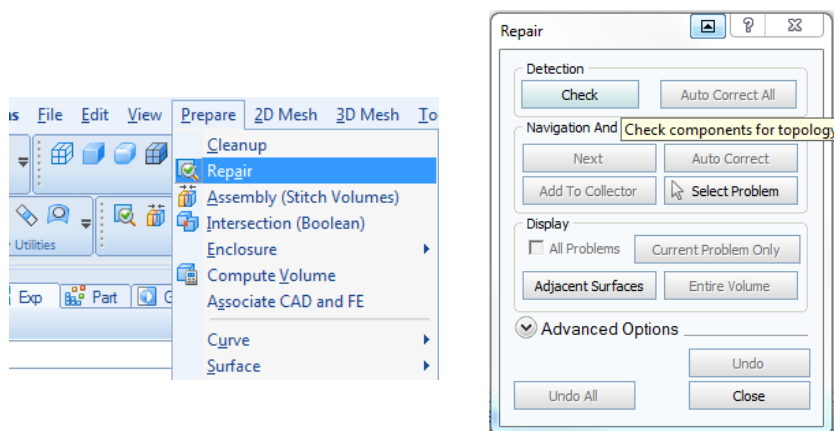 File Edit View Prepare 2D Mesh 3D Mesh To
Cleanup
Repair
Assembly (Stitch Volumes)
Intersection (Boolean)
Utilities
Enclosure
Compute Volume
Exp Part
Associate CAD and FE
Curve
Surface
Repair
Detection
Check Auto Correct All
Navigation And
Check components for topology
Next Auto Correct
Add To Collector Select Problem
Display
All Problems Current Problem Only
Adjacent Surfaces Entire Volume
Advanced Options
Undo
Undo All Close